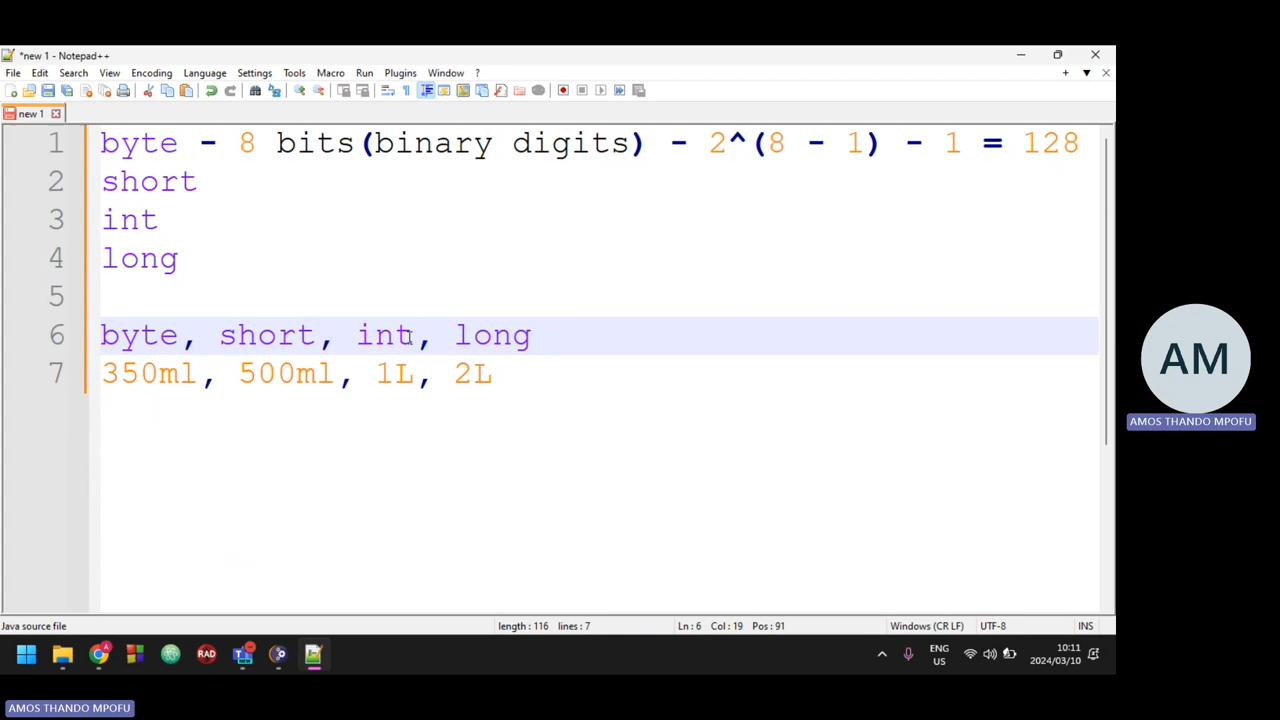 *new 1 - Notepad++
File Edit Search View Encoding Language Settings Tools Macro Run Plugins Window ?
new 1
1 byte - 8 bits(binary digits) - 2^(8 - 1) - 1 = 128
2 short
3 int
4 long
5
6 byte, short, int, long
7 350ml, 500ml, 1L, 2L
AM
AMOS THANDO MPOFU
Java source file length : 116 lines : 7 Ln : 6 Col : 19 Pos : 91 Windows (CR LF) UTF-8 INS
RAD
ENG
US
10:11
2024/03/10
AMOS THANDO MPOFU